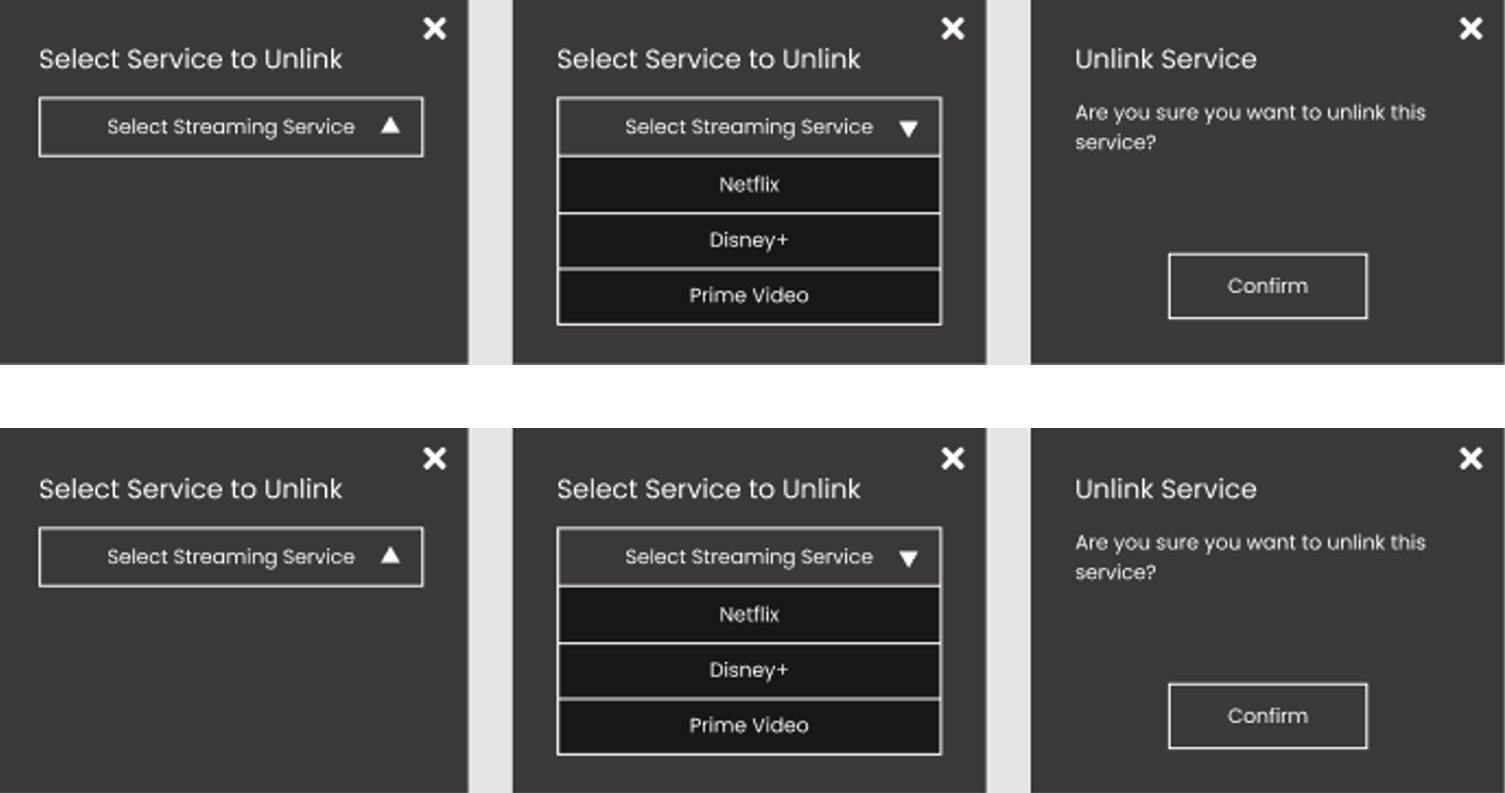 Select Service to Unlink
Select Streaming Service
Select Service to Unlink
Select Streaming Service
Netflix
Disney+
Prime Video
Unlink Service
Are you sure you want to unlink this
service?
Confirm
Select Service to Unlink
Select Streaming Service
Select Service to Unlink
Select Streaming Service
Netflix
Disney+
Prime Video
Unlink Service
Are you sure you want to unlink this
service?
Confirm